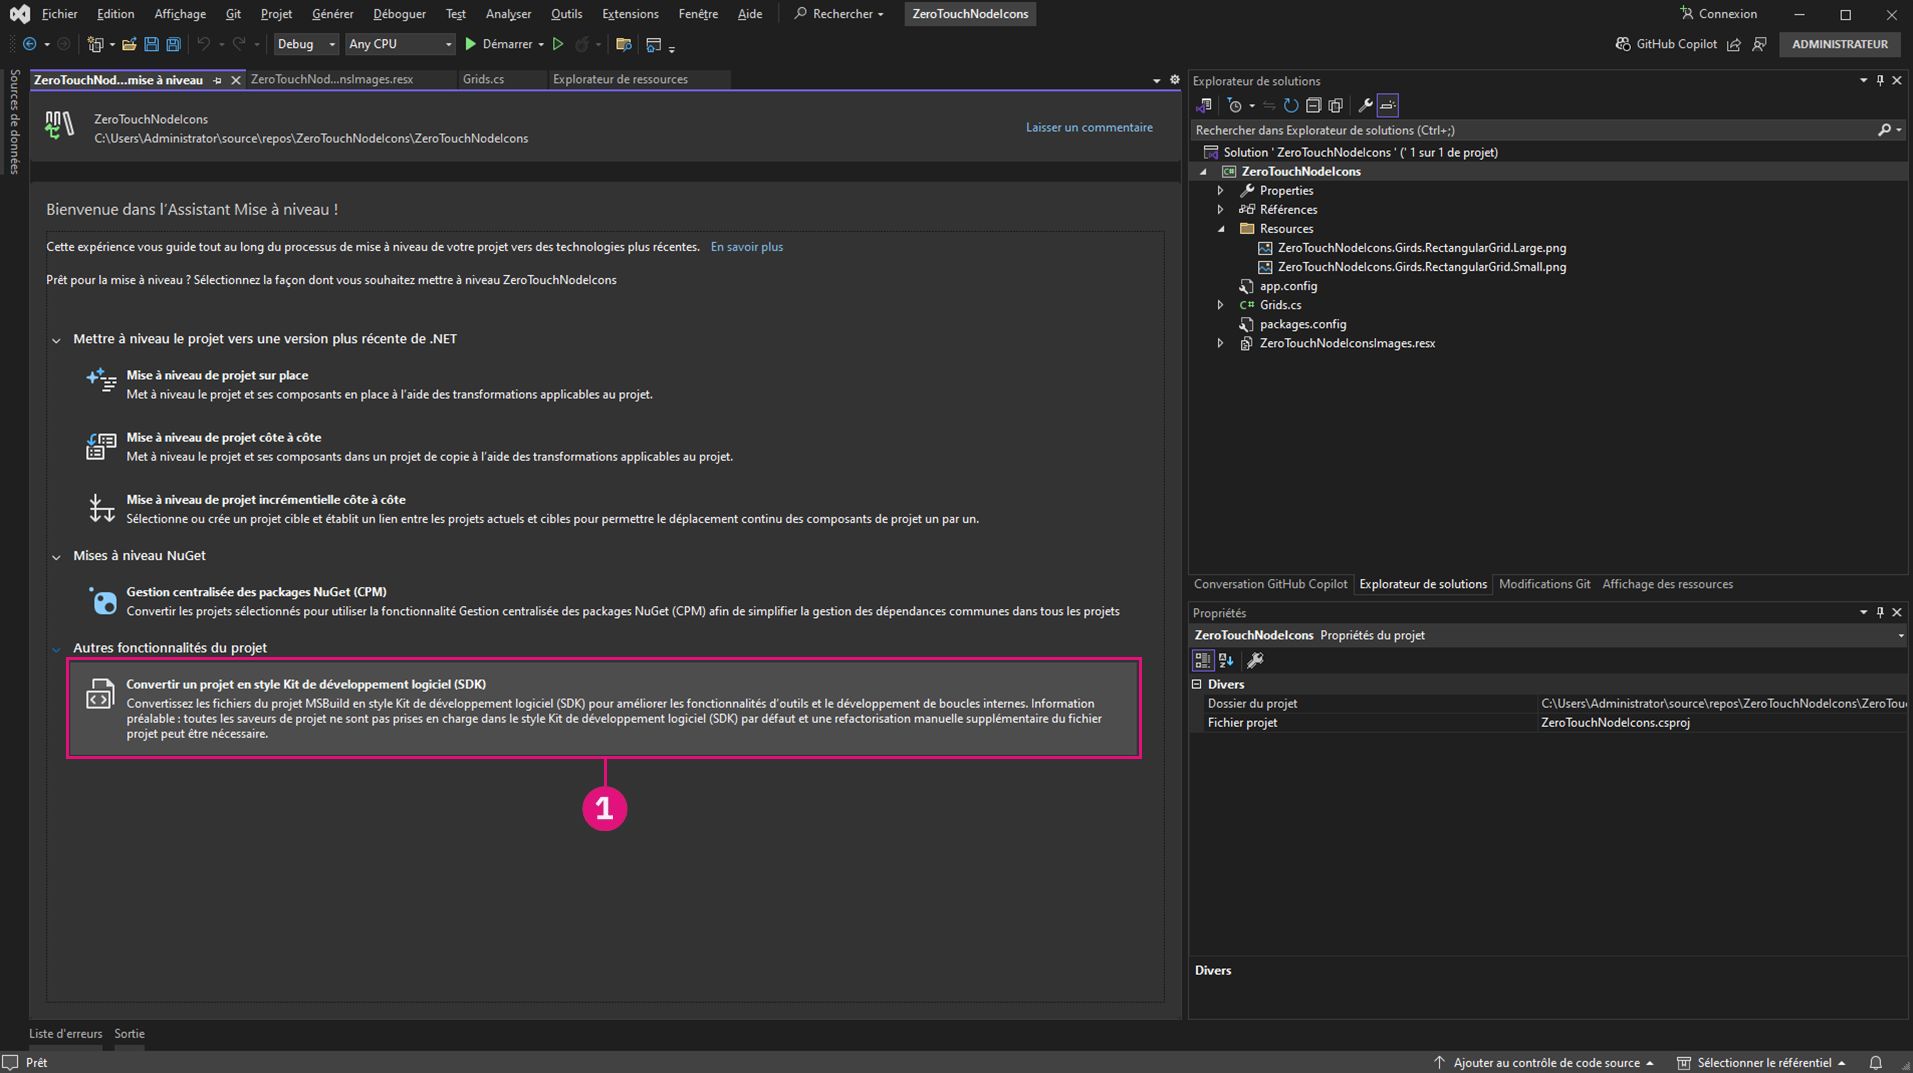 Fichier Edition Affichage Git Projet Générer Déboguer Test Analyser Outils Extensions Fenêtre Aide Rechercher ZeroTouchNodeIcons Connexion
Debug Any CPU Démarrer GitHub Copilot ADMINISTRATEUR
Sources de données
ZeroTouchNod...mise à niveau ZeroTouchNod...nsImages.resx Grids.cs Explorateur de ressources
ZeroTouchNodeIcons
C:\Users\Administrator\source\repos\ZeroTouchNodeIcons\ZeroTouchNodeIcons
Laisser un commentaire
Bienvenue dans l'Assistant Mise à niveau !
Cette expérience vous guide tout au long du processus de mise à niveau de votre projet vers des technologies plus récentes. En savoir plus
Prêt pour la mise à niveau ? Sélectionnez la façon dont vous souhaitez mettre à niveau ZeroTouchNodeIcons
Mettre à niveau le projet vers une version plus récente de .NET
Mise à niveau de projet sur place
Met à niveau le projet et ses composants en place à l'aide des transformations applicables au projet.
Mise à niveau de projet côte à côte
Met à niveau le projet et ses composants dans un projet de copie à l'aide des transformations applicables au projet.
Mise à niveau de projet incrémentielle côte à côte
Sélectionne ou crée un projet cible et établit un lien entre les projets actuels et cibles pour permettre le déplacement continu des composants de projet un par un.
Mises à niveau NuGet
Gestion centralisée des packages NuGet (CPM)
Convertir les projets sélectionnés pour utiliser la fonctionnalité Gestion centralisée des packages NuGet (CPM) afin de simplifier la gestion des dépendances communes dans tous les projets
Autres fonctionnalités du projet
Convertir un projet en style Kit de développement logiciel (SDK)
Convertissez les fichiers du projet MSBuild en style Kit de développement logiciel (SDK) pour améliorer les fonctionnalités d'outils et le développement de boucles internes. Information
préalable : toutes les saveurs de projet ne sont pas prises en charge dans le style Kit de développement logiciel (SDK) par défaut et une refactorisation manuelle supplémentaire du fichier
projet peut être nécessaire.
1
Explorateur de solutions
Rechercher dans Explorateur de solutions (Ctrl+;)
Solution ' ZeroTouchNodeIcons ' (' 1 sur 1 de projet)
C# ZeroTouchNodeIcons
Properties
Références
Resources
ZeroTouchNodeIcons.Girds.RectangularGrid.Large.png
ZeroTouchNodeIcons.Girds.RectangularGrid.Small.png
app.config
C# Grids.cs
packages.config
ZeroTouchNodeIconsImages.resx
Conversation GitHub Copilot Explorateur de solutions Modifications Git Affichage des ressources
Propriétés
ZeroTouchNodeIcons Propriétés du projet
Divers
Dossier du projet C:\Users\Administrator\source\repos\ZeroTouchNodeIcons\ZeroTou
Fichier projet ZeroTouchNodeIcons.csproj
Divers
Liste d'erreurs Sortie
Prêt Ajouter au contrôle de code source Sélectionner le référentiel